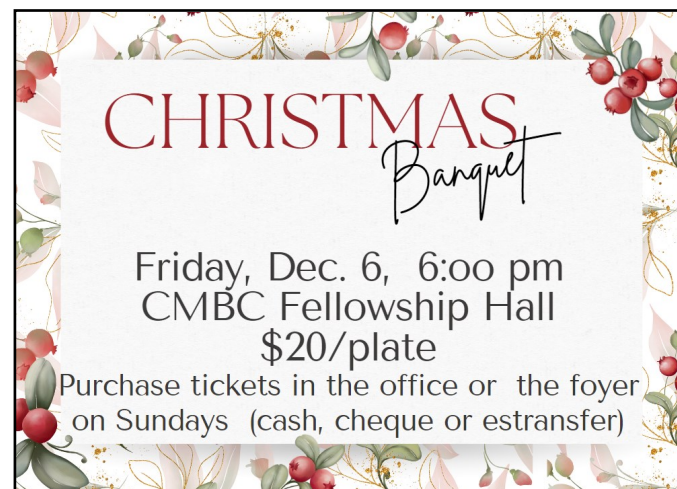 CHRISTMAS
Banquet
Friday, Dec. 6, 6:00 pm
CMBC Fellowship Hall
$20/plate
Purchase tickets in the office or the foyer
on Sundays (cash, cheque or estransfer)